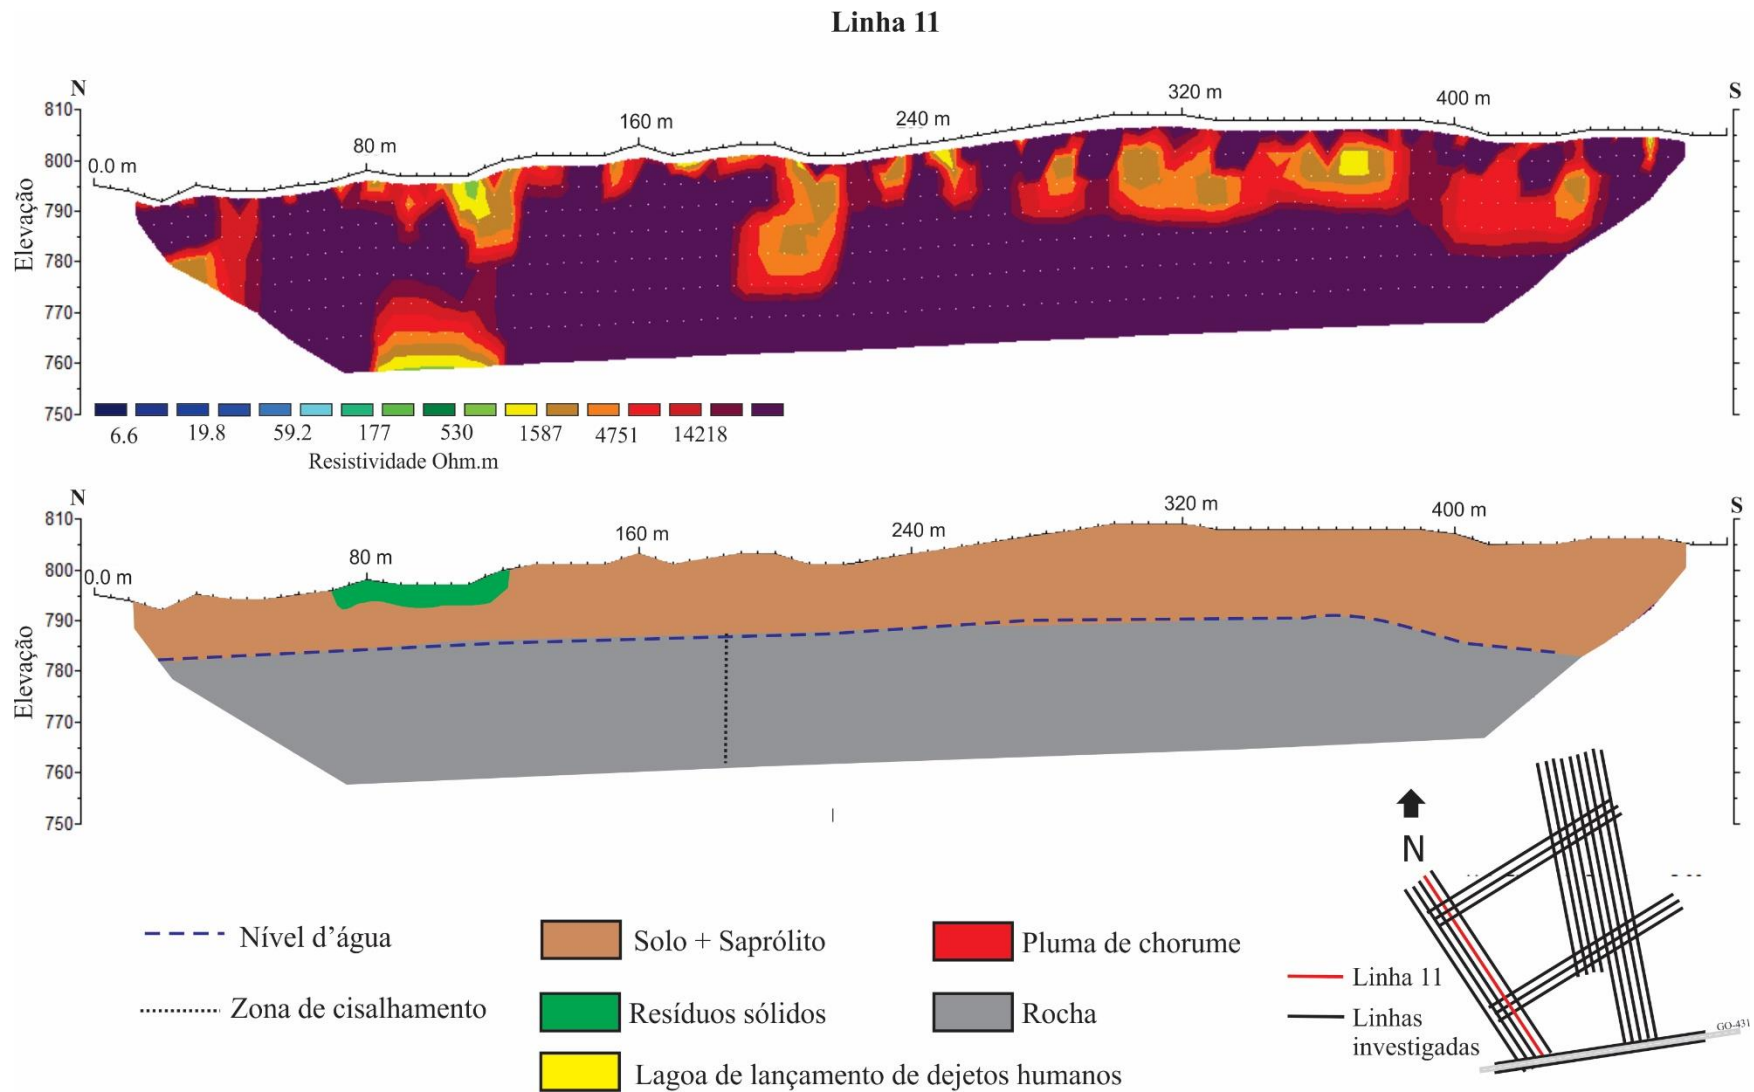 Linha 11
N
S
810
800
790
780
770
760
750
Elevação
0.0 m
80 m
160 m
240 m
320 m
400 m
6.6
19.8
59.2
177
530
1587
4751
14218
Resistividade Ohm.m
N
S
810
800
790
780
770
760
750
Elevação
0.0 m
80 m
160 m
240 m
320 m
400 m
Nível d’água
Zona de cisalhamento
Solo + Saprólito
Resíduos sólidos
Lagoa de lançamento de dejetos humanos
Pluma de chorume
Rocha
N
Linha 11
Linhas
investigadas
GO-431